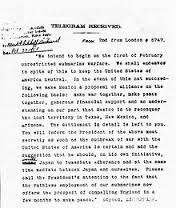 TELEGRAM RECEIVED.
From 2nd from London # 5747.
"We intend to begin on the first of February
unrestricted submarine warfare. We shall endeavor
in spite of this to keep the United States of
America neutral. In the event of this not succeed-
ing, we make Mexico a proposal of alliance on the
following basis: make war together, make peace
together, generous financial support and an under-
standing on our part that Mexico is to reconquer
the lost territory in Texas, New Mexico, and
Arizona. The settlement in detail is left to you.
You will inform the President of the above most
secretly as soon as the outbreak of war with the
United States of America is certain and add the
suggestion that he should, on his own initiative,
Japan to immediate adherence and at the same
time mediate between Japan and ourselves. Please
call the President's attention to the fact that
the ruthless employment of our submarines now
offers the prospect of compelling England in a
few months to make peace." Signed,